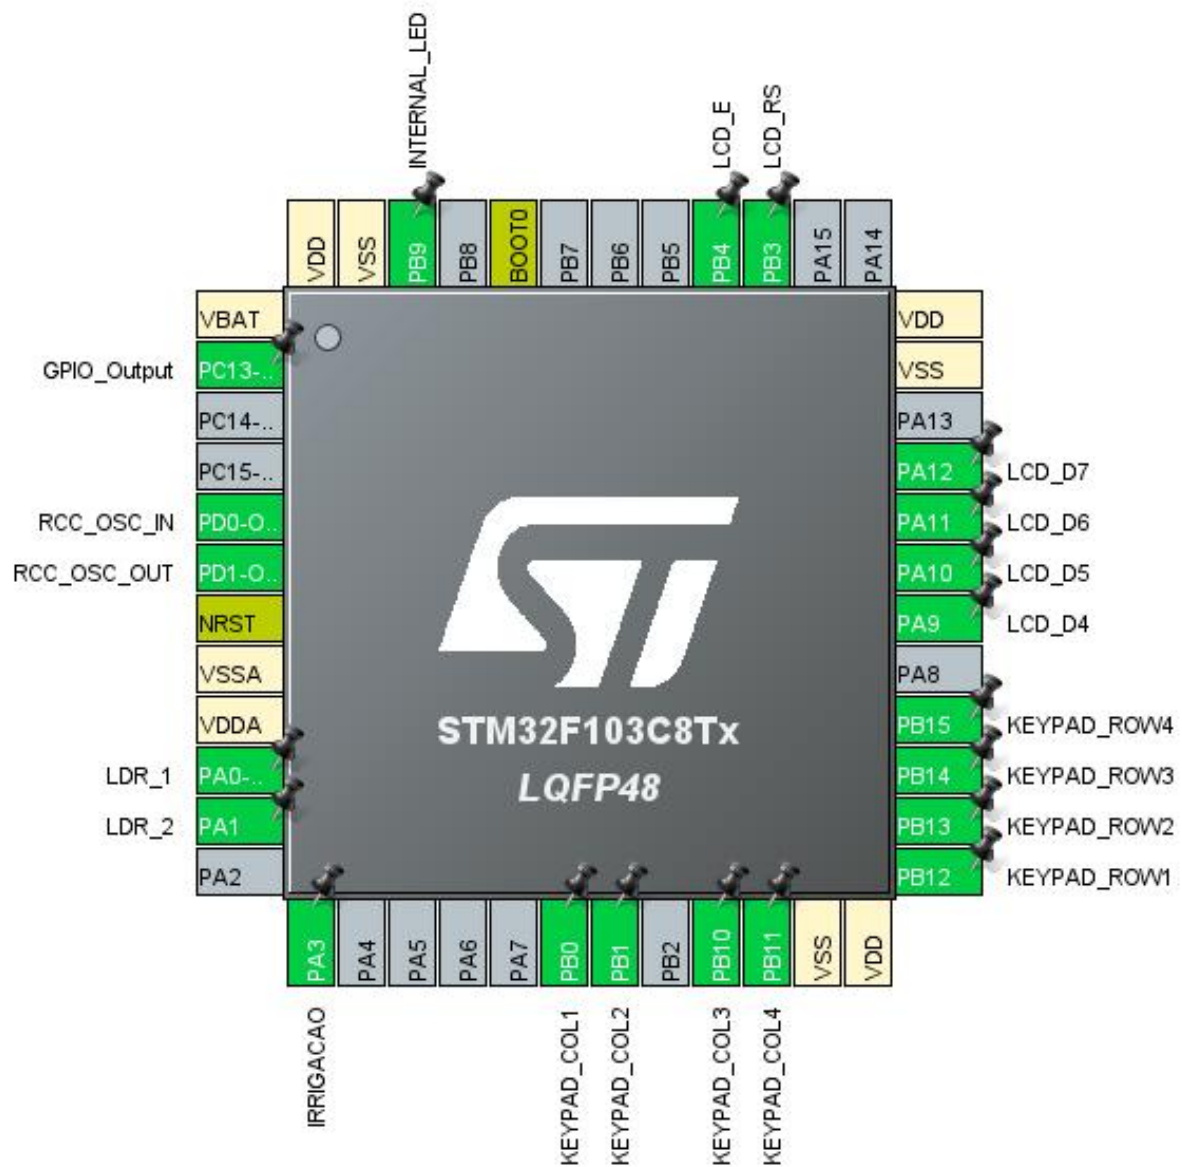 INTERNAL_LED
LCD_E
LCD_RS
VDD
VSS
PB9
PB8
BOOT0
PB7
PB6
PB5
PB4
PB3
PA15
PA14
VBAT
GPIO_Output PC13-..
PC14-..
PC15-..
RCC_OSC_IN PD0-O..
RCC_OSC_OUT PD1-O..
NRST
VSSA
VDDA
LDR_1 PA0-..
LDR_2 PA1
PA2
STM32F103C8Tx
LQFP48
VDD
VSS
PA13
PA12 LCD_D7
PA11 LCD_D6
PA10 LCD_D5
PA9 LCD_D4
PA8
PB15 KEYPAD_ROW4
PB14 KEYPAD_ROW3
PB13 KEYPAD_ROW2
PB12 KEYPAD_ROW1
PA3
PA4
PA5
PA6
PA7
PB0
PB1
PB2
PB10
PB11
VSS
VDD
IRRIGACAO
KEYPAD_COL1
KEYPAD_COL2
KEYPAD_COL3
KEYPAD_COL4